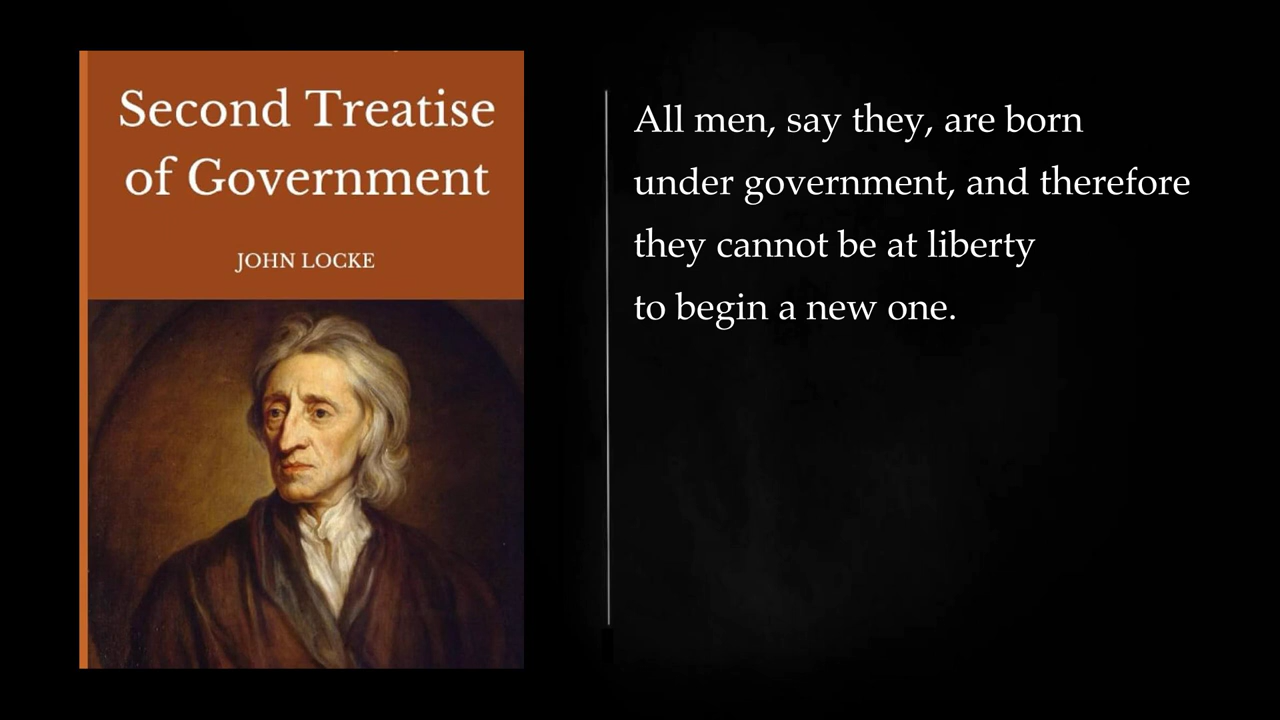 Second Treatise
of Government
JOHN LOCKE
All men, say they, are born
under government, and therefore
they cannot be at liberty
to begin a new one.